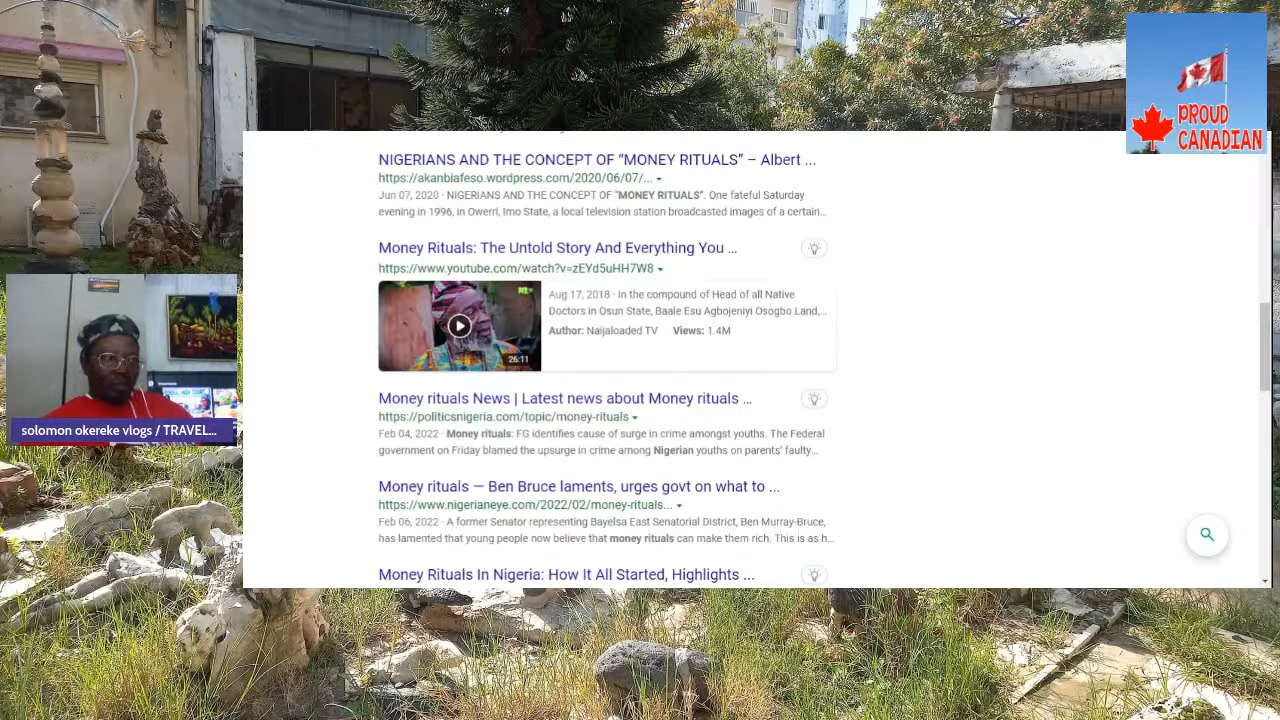 PROUD
CANADIAN
NIGERIANS AND THE CONCEPT OF “MONEY RITUALS” – Albert ...
https://akanbiafeso.wordpress.com/2020/06/07/...
Jun 07, 2020 · NIGERIANS AND THE CONCEPT OF “MONEY RITUALS”. One fateful Saturday
evening in 1996, in Owerri, Imo State, a local television station broadcasted images of a certain...
Money Rituals: The Untold Story And Everything You ...
https://www.youtube.com/watch?v=zEYd5uHH7W8
Aug 17, 2018 · In the compound of Head of all Native
Doctors in Osun State, Baale Esu Agbojeniyi Osogbo Land,...
Author: Naijaloaded TV Views: 1.4M
26:11
Money rituals News | Latest news about Money rituals ...
https://politicsnigeria.com/topic/money-rituals
Feb 04, 2022 · Money rituals: FG identifies cause of surge in crime amongst youths. The Federal
government on Friday blamed the upsurge in crime among Nigerian youths on parents' faulty...
solomon okereke vlogs / TRAVEL...
Money rituals — Ben Bruce laments, urges govt on what to ...
https://www.nigerianeye.com/2022/02/money-rituals...
Feb 06, 2022 · A former Senator representing Bayelsa East Senatorial District, Ben Murray-Bruce,
has lamented that young people now believe that money rituals can make them rich. This is as h...
Money Rituals In Nigeria: How It All Started, Highlights ...